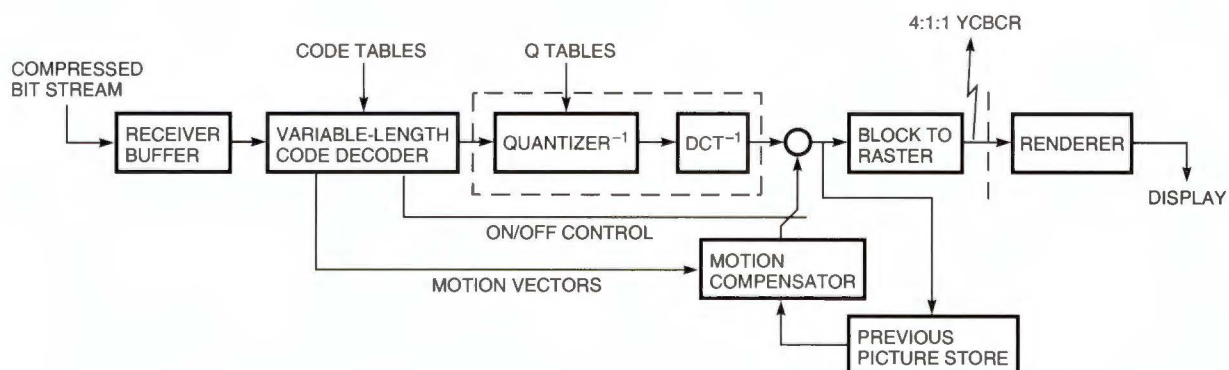 4:1:1 YCBCR
CODE TABLES
Q TABLES
COMPRESSED
BIT STREAM
RECEIVER
BUFFER
VARIABLE-LENGTH
CODE DECODER
QUANTIZER⁻¹
DCT⁻¹
BLOCK TO
RASTER
RENDERER
DISPLAY
ON/OFF CONTROL
MOTION VECTORS
MOTION
COMPENSATOR
PREVIOUS
PICTURE STORE